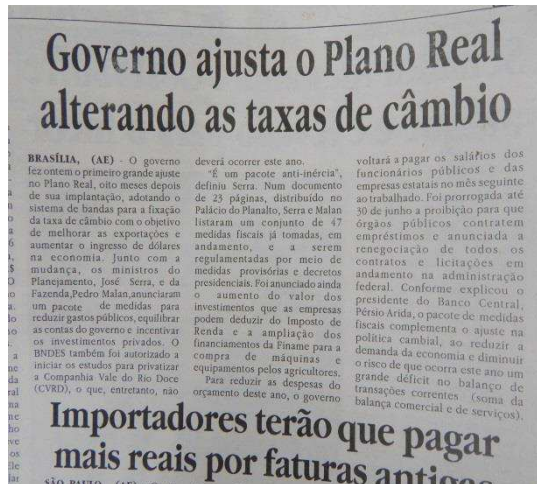 Governo ajusta o Plano Real
alterando as taxas de câmbio
BRASÍLIA, (AE) - O governo
fez ontem o primeiro grande ajuste
no Plano Real, oito meses depois
de sua implantação, adotando o
sistema de bandas para a fixação
da taxa de câmbio com o objetivo
de melhorar as exportações e
aumentar o ingresso de dólares
na economia. Junto com a
mudança, os ministros do
Planejamento, José Serra, e da
Fazenda,Pedro Malan,anunciaram
um pacote de medidas para
reduzir gastos públicos, equilibrar
as contas do governo e incentivar
os investimentos privados. O
BNDES também foi autorizado a
iniciar os estudos para privatizar
a Companhia Vale do Rio Doce
(CVRD), o que, entretanto, não
deverá ocorrer este ano.
"É um pacote anti-inércia",
definiu Serra. Num documento
de 23 páginas, distribuído no
Palácio do Planalto, Serra e Malan
listaram um conjunto de 47
medidas fiscais já tomadas, em
andamento, e a serem
regulamentadas por meio de
medidas provisórias e decretos
presidenciais. Foi anunciado ainda
o aumento do valor dos
investimentos que as empresas
podem deduzir do Imposto de
Renda e a ampliação dos
financiamentos da Finame para a
compra de máquinas e
equipamentos pelos agricultores.
Para reduzir as despesas do
orçamento deste ano, o governo
voltará a pagar os salários dos
funcionários públicos e das
empresas estatais no mês seguinte
ao trabalhado. Foi prorrogada até
30 de junho a proibição para que
órgãos públicos contratem
empréstimos e anunciada a
renegociação de todos os
contratos e licitações em
andamento na administração
federal. Conforme explicou o
presidente do Banco Central,
Pérsio Arida, o pacote de medidas
fiscais complementa o ajuste na
política cambial, ao reduzir a
demanda da economia e diminuir
o risco de que ocorra este ano um
grande déficit no balanço de
transações correntes (soma da
balança comercial e de serviços).
Importadores terão que pagar
mais reais por faturas antigas
SÃO PAULO, (AE)